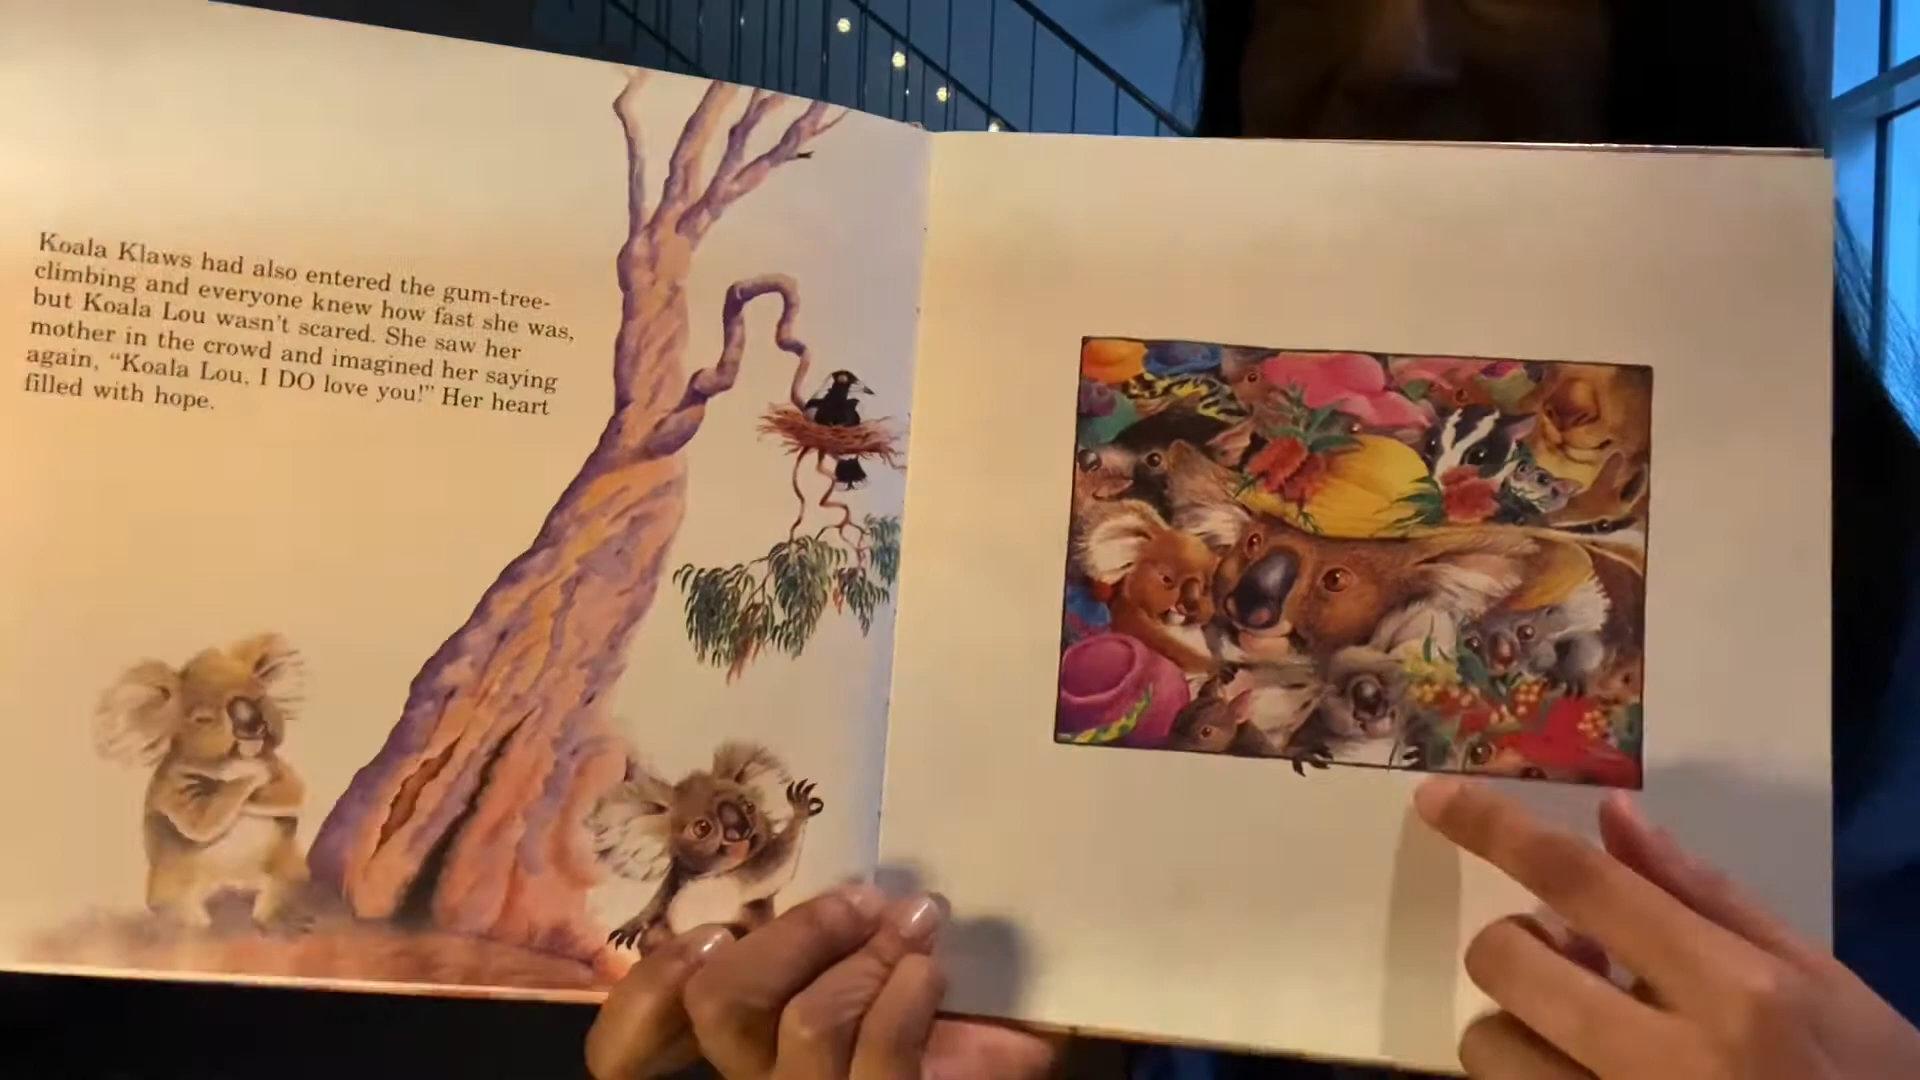 Koala Klaws had also entered the gum-tree-
climbing and everyone knew how fast she was,
but Koala Lou wasn't scared. She saw her
mother in the crowd and imagined her saying
again, “Koala Lou, I DO love you!” Her heart
filled with hope.